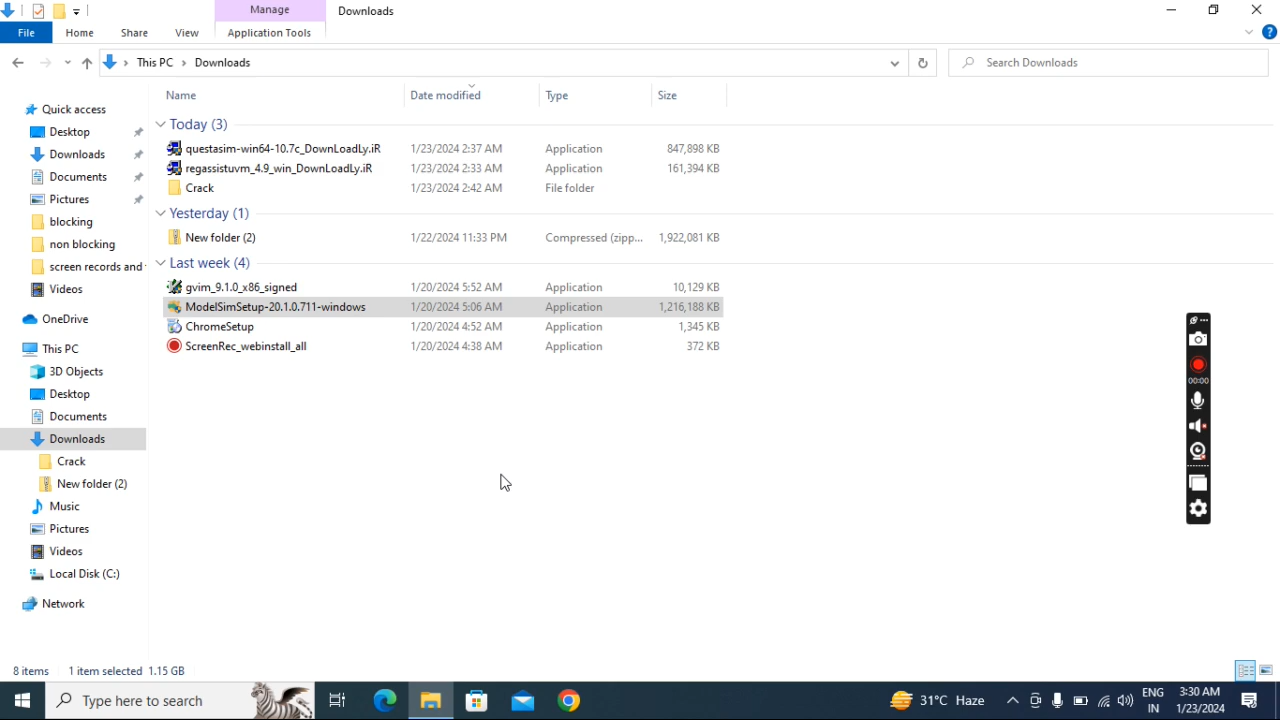 Manage
Downloads
File
Home
Share
View
Application Tools
This PC
Downloads
Search Downloads
Name
Date modified
Type
Size
Quick access
Desktop
Downloads
Documents
Pictures
blocking
non blocking
screen records and
Videos
OneDrive
This PC
3D Objects
Desktop
Documents
Downloads
Crack
New folder (2)
Music
Pictures
Videos
Local Disk (C:)
Network
Today (3)
questasim-win64-10.7c_DownLoadLy.iR 1/23/2024 2:37 AM Application 847,898 KB
regassistuvm_4.9_win_DownLoadLy.iR 1/23/2024 2:33 AM Application 161,394 KB
Crack 1/23/2024 2:42 AM File folder
Yesterday (1)
New folder (2) 1/22/2024 11:33 PM Compressed (zipp... 1,922,081 KB
Last week (4)
gvim_9.1.0_x86_signed 1/20/2024 5:52 AM Application 10,129 KB
ModelSimSetup-20.1.0.711-windows 1/20/2024 5:06 AM Application 1,216,188 KB
ChromeSetup 1/20/2024 4:52 AM Application 1,345 KB
ScreenRec_webinstall_all 1/20/2024 4:38 AM Application 372 KB
00:00
8 items
1 item selected 1.15 GB
Type here to search
31°C Haze
ENG
IN
3:30 AM
1/23/2024